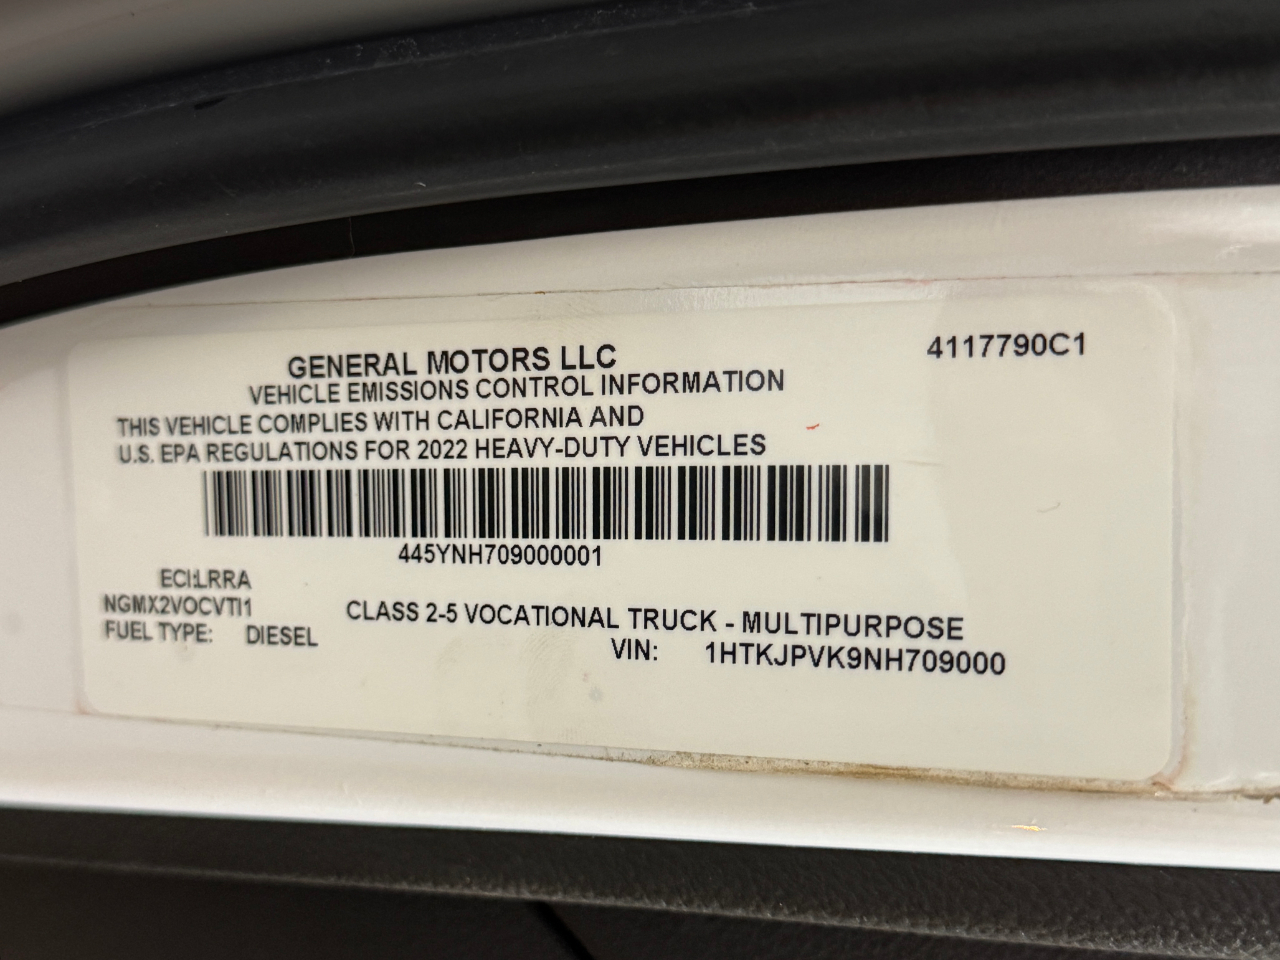 GENERAL MOTORS LLC
4117790C1
VEHICLE EMISSIONS CONTROL INFORMATION
THIS VEHICLE COMPLIES WITH CALIFORNIA AND
U.S. EPA REGULATIONS FOR 2022 HEAVY-DUTY VEHICLES
445YNH709000001
ECI:LRRA
NGMX2VOCVTI1
CLASS 2-5 VOCATIONAL TRUCK - MULTIPURPOSE
FUEL TYPE: DIESEL
VIN: 1HTKJPVK9NH709000